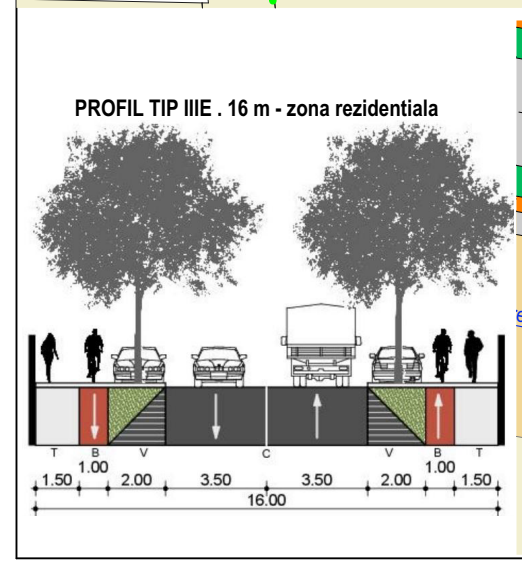 PROFIL TIP IIIE . 16 m - zona rezidentiala
T B V C V B T
1.00 1.00
1.50 2.00 3.50 3.50 2.00 1.50
16.00